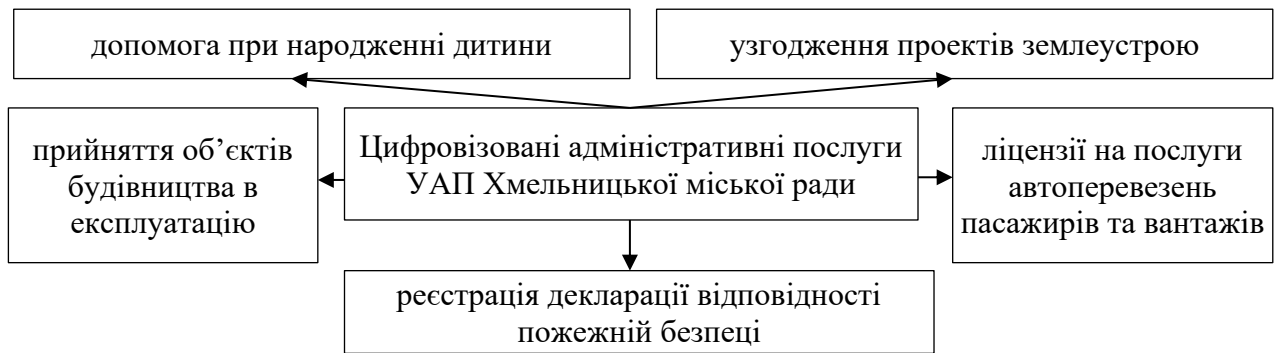 допомога при народженні дитини
узгодження проектів землеустрою
прийняття об’єктів
будівництва в
експлуатацію
Цифровізовані адміністративні послуги
УАП Хмельницької міської ради
ліцензії на послуги
автоперевезень
пасажирів та вантажів
реєстрація декларації відповідності
пожежній безпеці